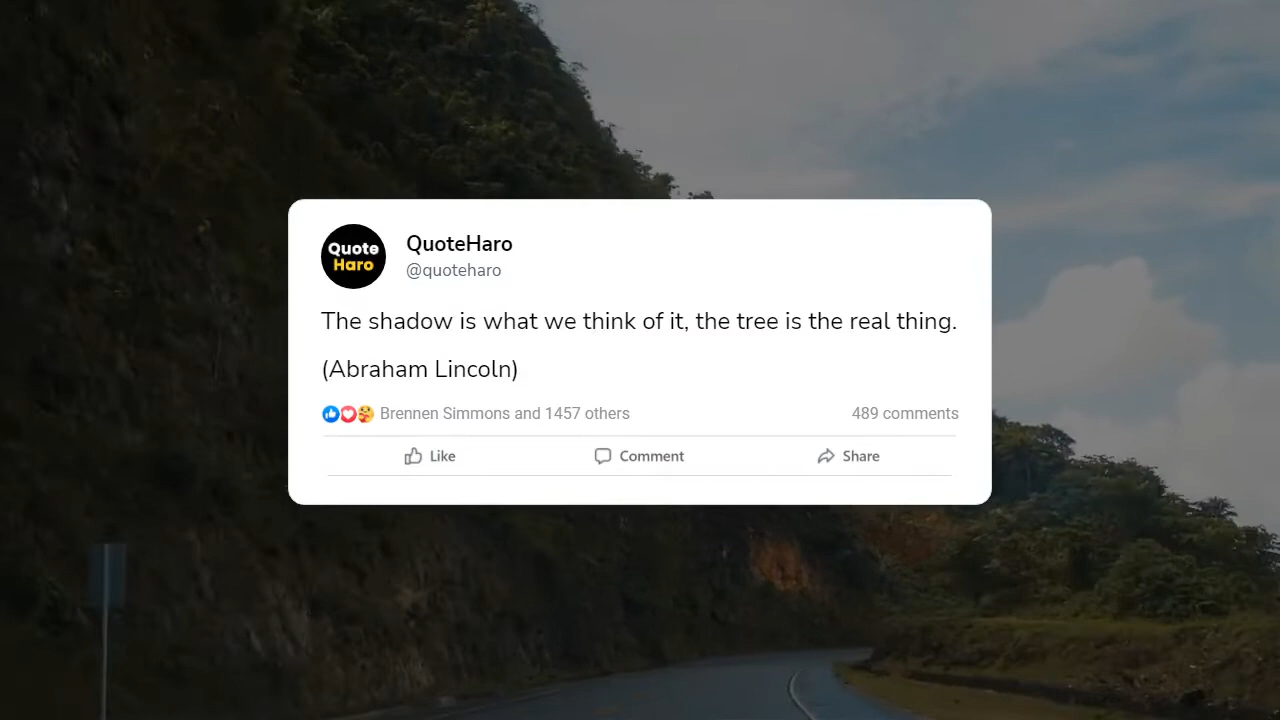 Quote
Haro
QuoteHaro
@quoteharo
The shadow is what we think of it, the tree is the real thing.
(Abraham Lincoln)
Brennen Simmons and 1457 others
489 comments
Like
Comment
Share